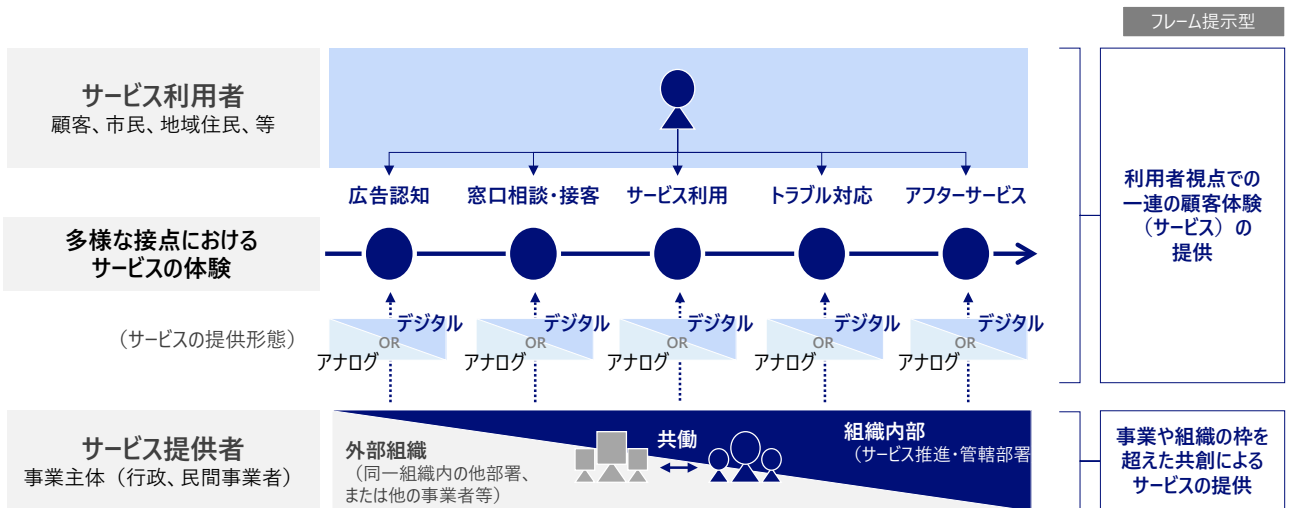 フレーム提示型
サービス利用者
顧客、市民、地域住民、等
広告認知
窓口相談・接客
サービス利用
トラブル対応
アフターサービス
利用者視点での
一連の顧客体験
（サービス）の
提供
多様な接点における
サービスの体験
（サービスの提供形態）
デジタル
OR
アナログ
デジタル
OR
アナログ
デジタル
OR
アナログ
デジタル
OR
アナログ
デジタル
OR
アナログ
サービス提供者
事業主体（行政、民間事業者）
外部組織
（同一組織内の他部署、
または他の事業者等）
共働
組織内部
（サービス推進・管轄部署
事業や組織の枠を
超えた共創による
サービスの提供